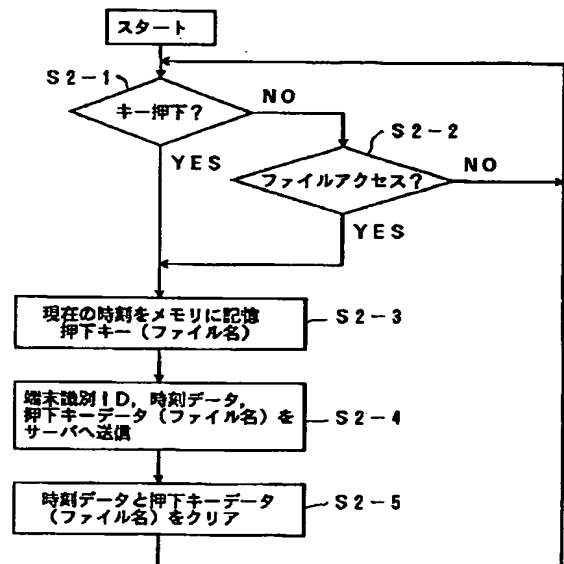 スタート
S2-1
キー押下?
NO
YES
S2-2
ファイルアクセス?
NO
YES
現在の時刻をメモリに記憶
押下キー(ファイル名)
S2-3
端末識別ID,時刻データ,
押下キーデータ(ファイル名)を
サーバへ送信
S2-4
時刻データと押下キーデータ
(ファイル名)をクリア
S2-5